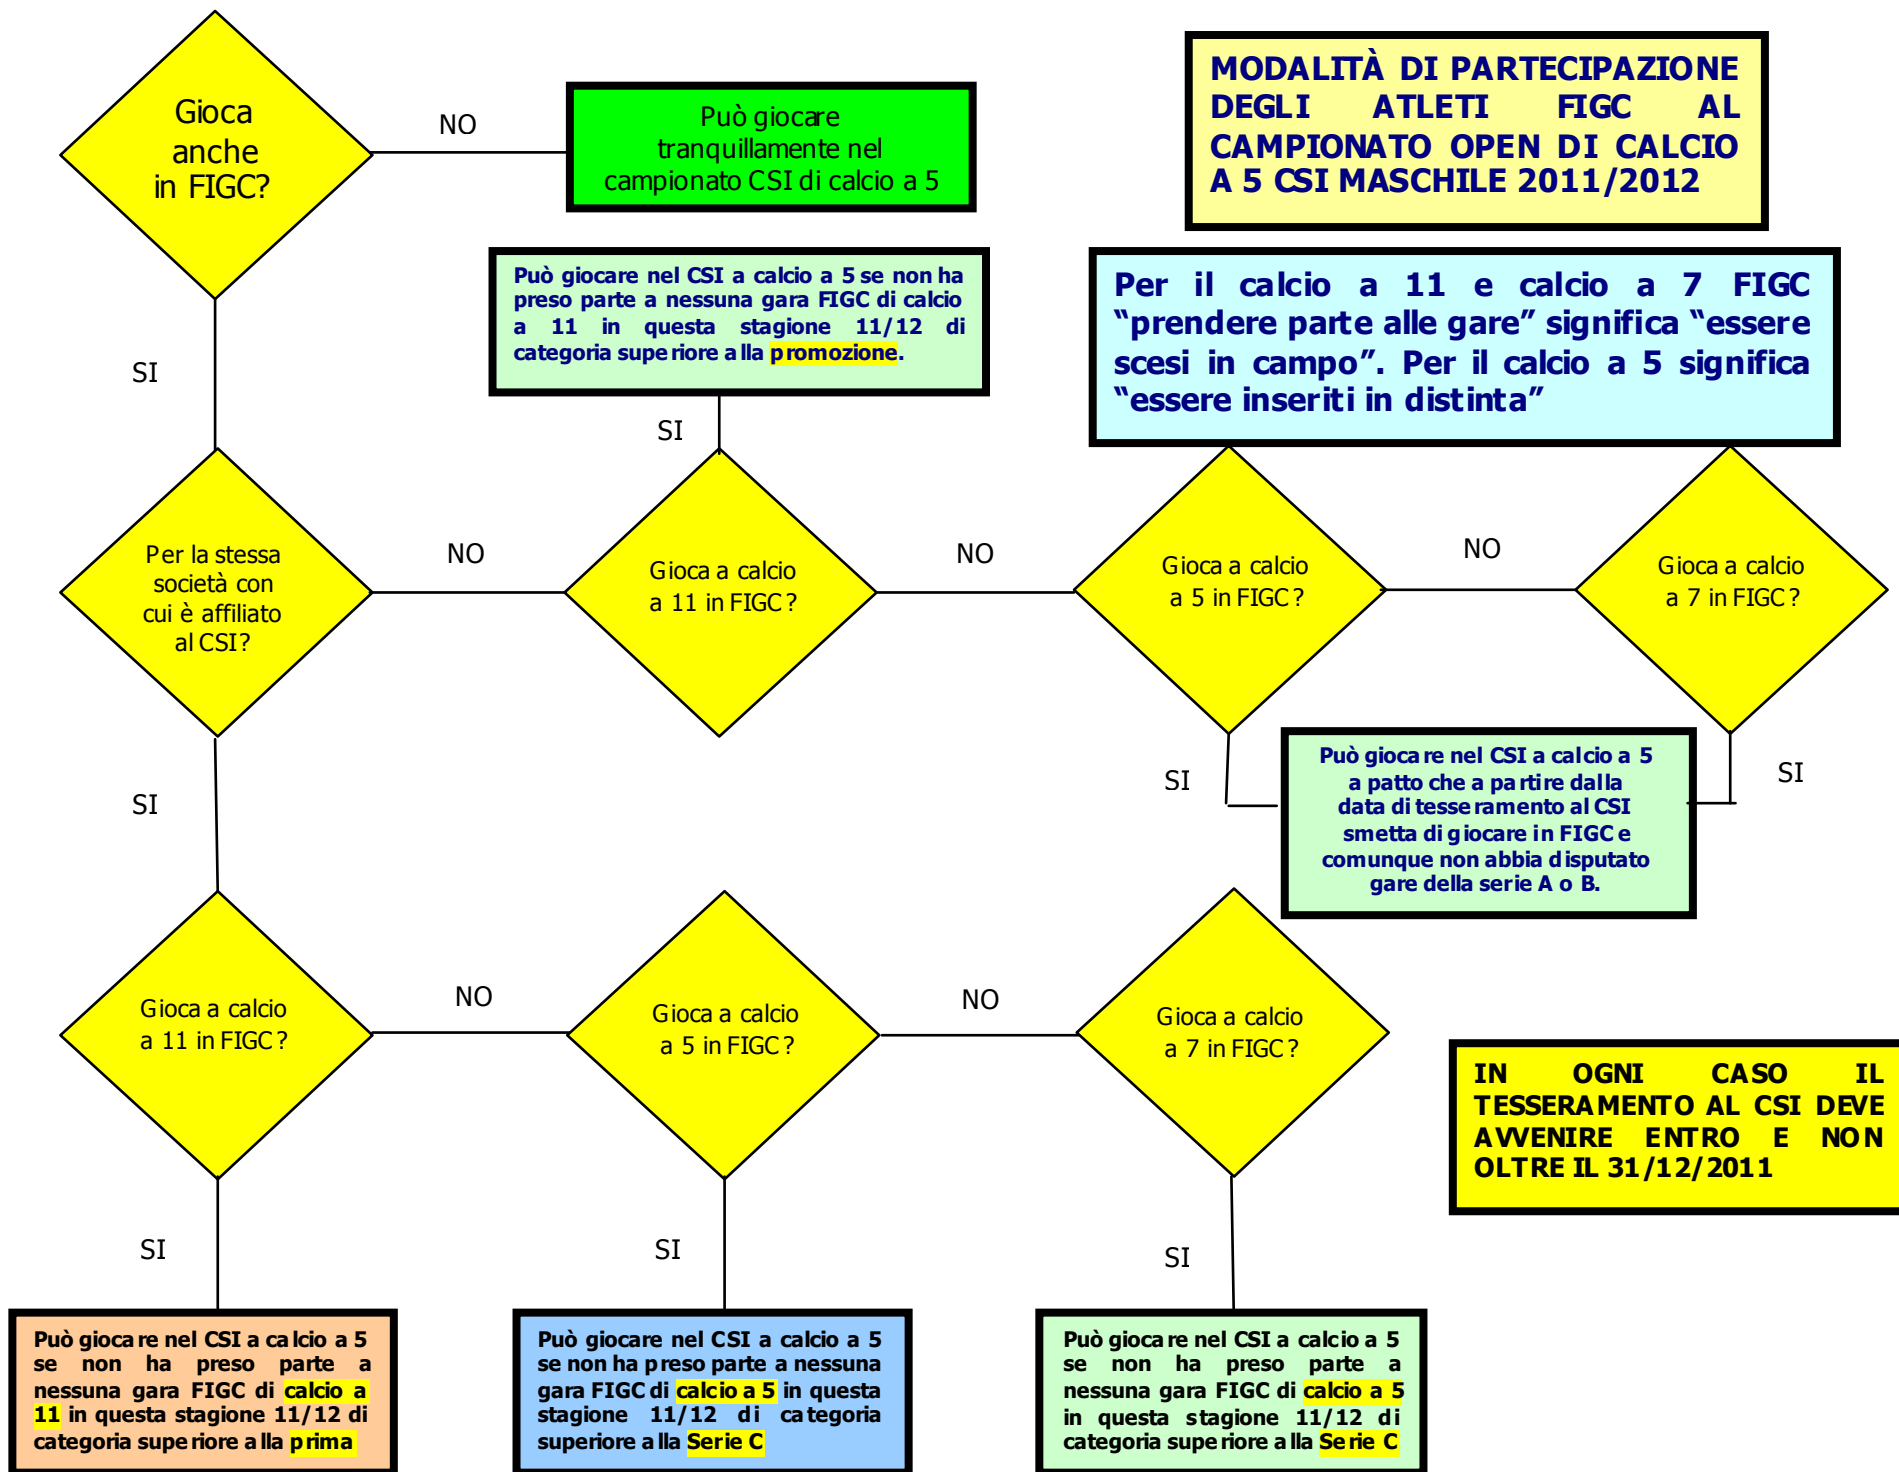 Gioca
anche
in FIGC?
NO
Può giocare
tranquillamente nel
campionato CSI di calcio a 5
MODALITÀ DI PARTECIPAZIONE
DEGLI ATLETI FIGC AL
CAMPIONATO OPEN DI CALCIO
A 5 CSI MASCHILE 2011/2012
SI
Può giocare nel CSI a calcio a 5 se non ha
preso parte a nessuna gara FIGC di calcio
a 11 in questa stagione 11/12 di
categoria superiore alla promozione.
SI
Per il calcio a 11 e calcio a 7 FIGC
“prendere parte alle gare” significa “essere
scesi in campo”. Per il calcio a 5 significa
“essere inseriti in distinta”
Per la stessa
società con
cui è affiliato
al CSI?
NO
Gioca a calcio
a 11 in FIGC?
NO
Gioca a calcio
a 5 in FIGC?
NO
Gioca a calcio
a 7 in FIGC?
SI
SI
Può giocare nel CSI a calcio a 5
a patto che a partire dalla
data di tesseramento al CSI
smetta di giocare in FIGC e
comunque non abbia disputato
gare della serie A o B.
SI
Gioca a calcio
a 11 in FIGC?
NO
Gioca a calcio
a 5 in FIGC?
NO
Gioca a calcio
a 7 in FIGC?
IN OGNI CASO IL
TESSERAMENTO AL CSI DEVE
AVVENIRE ENTRO E NON
OLTRE IL 31/12/2011
SI
SI
SI
Può giocare nel CSI a calcio a 5
se non ha preso parte a
nessuna gara FIGC di calcio a
11 in questa stagione 11/12 di
categoria superiore alla prima
Può giocare nel CSI a calcio a 5
se non ha preso parte a nessuna
gara FIGC di calcio a 5 in questa
stagione 11/12 di categoria
superiore alla Serie C
Può giocare nel CSI a calcio a 5
se non ha preso parte a
nessuna gara FIGC di calcio a 5
in questa stagione 11/12 di
categoria superiore alla Serie C